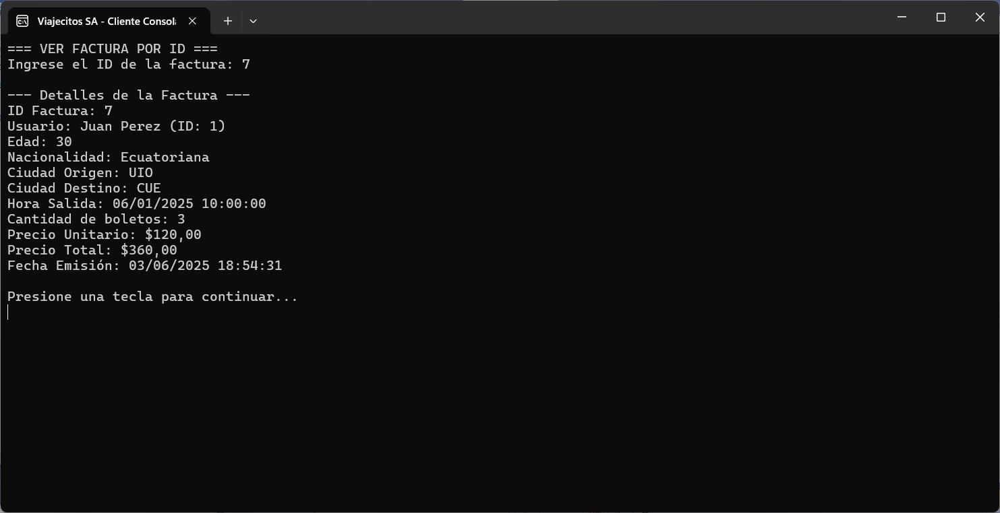 Viajecitos SA - Cliente Consol
=== VER FACTURA POR ID ===
Ingrese el ID de la factura: 7
--- Detalles de la Factura ---
ID Factura: 7
Usuario: Juan Perez (ID: 1)
Edad: 30
Nacionalidad: Ecuatoriana
Ciudad Origen: UIO
Ciudad Destino: CUE
Hora Salida: 06/01/2025 10:00:00
Cantidad de boletos: 3
Precio Unitario: $120,00
Precio Total: $360,00
Fecha Emisión: 03/06/2025 18:54:31
Presione una tecla para continuar...